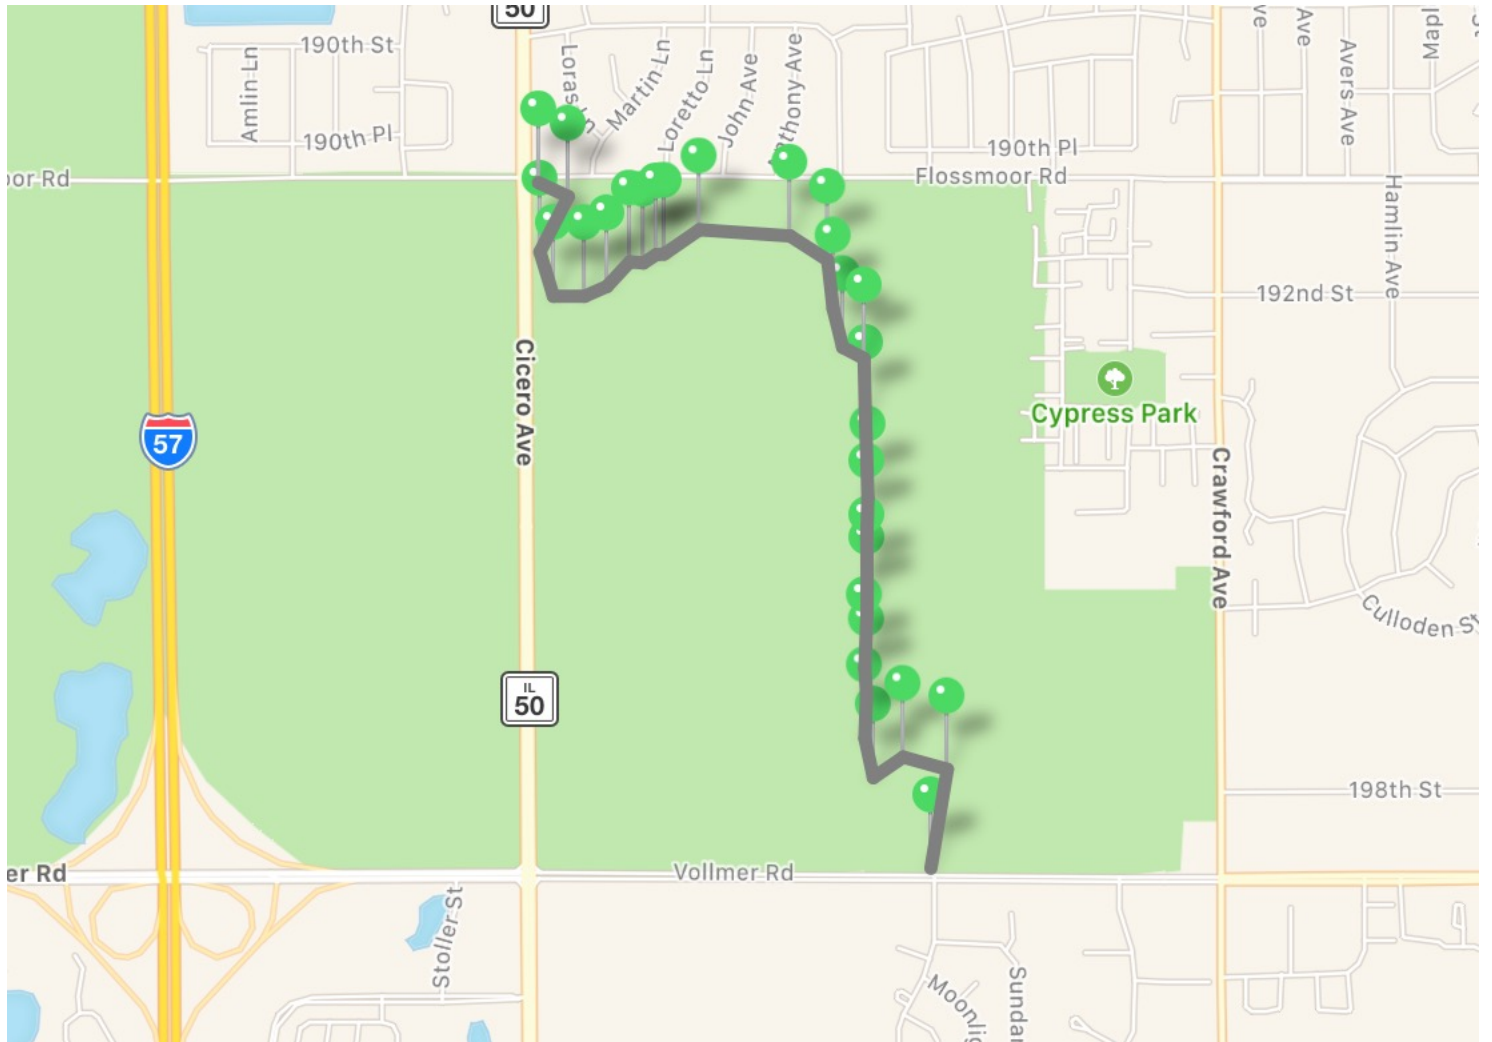 50
190th St
Amlin Ln
190th Pl
Martin Ln
Loretto Ln
John Ave
Ave
Avers Ave
190th Pl
oor Rd
Flossmoor Rd
Hamlin Ave
192nd St
Cicero Ave
Cypress Park
57
Crawford Ave
Culloden St
IL
50
198th St
er Rd
Vollmer Rd
Stoller St